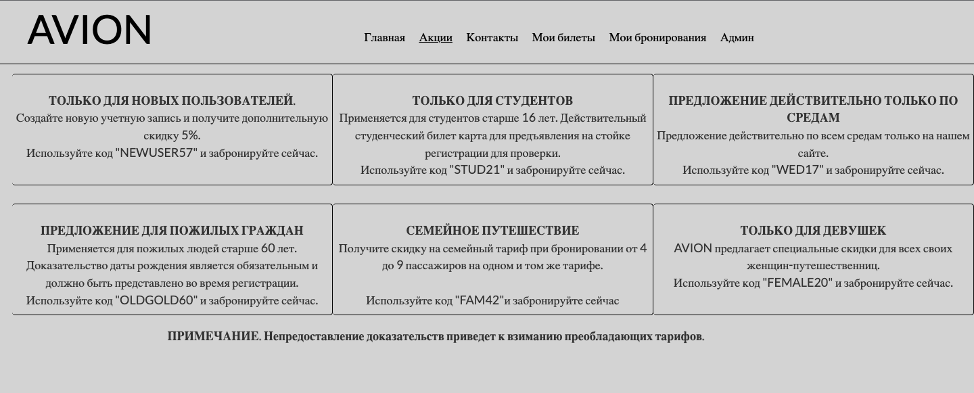 AVION
Главная Акции Контакты Мои билеты Мои бронирования Админ
ТОЛЬКО ДЛЯ НОВЫХ ПОЛЬЗОВАТЕЛЕЙ.
Создайте новую учетную запись и получите дополнительную
скидку 5%.
Используйте код "NEWUSER57" и забронируйте сейчас.
ТОЛЬКО ДЛЯ СТУДЕНТОВ
Применяется для студентов старше 16 лет. Действительный
студенческий билет карта для предъявления на стойке
регистрации для проверки.
Используйте код "STUD21" и забронируйте сейчас.
ПРЕДЛОЖЕНИЕ ДЕЙСТВИТЕЛЬНО ТОЛЬКО ПО
СРЕДАМ
Предложение действительно по всем средам только на нашем
сайте.
Используйте код "WED17" и забронируйте сейчас.
ПРЕДЛОЖЕНИЕ ДЛЯ ПОЖИЛЫХ ГРАЖДАН
Применяется для пожилых людей старше 60 лет.
Доказательство даты рождения является обязательным и
должно быть представлено во время регистрации.
Используйте код "OLDGOLD60" и забронируйте сейчас.
СЕМЕЙНОЕ ПУТЕШЕСТВИЕ
Получите скидку на семейный тариф при бронировании от 4
до 9 пассажиров на одном и том же тарифе.
Используйте код "FAM42"и забронируйте сейчас
ТОЛЬКО ДЛЯ ДЕВУШЕК
AVION предлагает специальные скидки для всех своих
женщин-путешественниц.
Используйте код "FEMALE20" и забронируйте сейчас.
ПРИМЕЧАНИЕ. Непредоставление доказательств приведет к взиманию преобладающих тарифов.